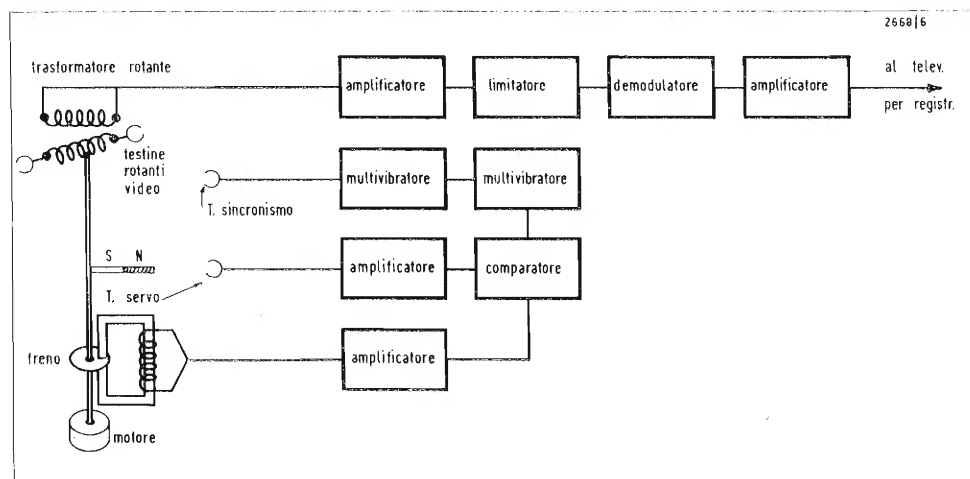 2668|6
trasformatore rotante
amplificatore
limitatore
demodulatore
amplificatore
al telev.
per registr.
testine
rotanti
video
T. sincronismo
multivibratore
multivibratore
S N
T. servo
amplificatore
comparatore
freno
amplificatore
motore